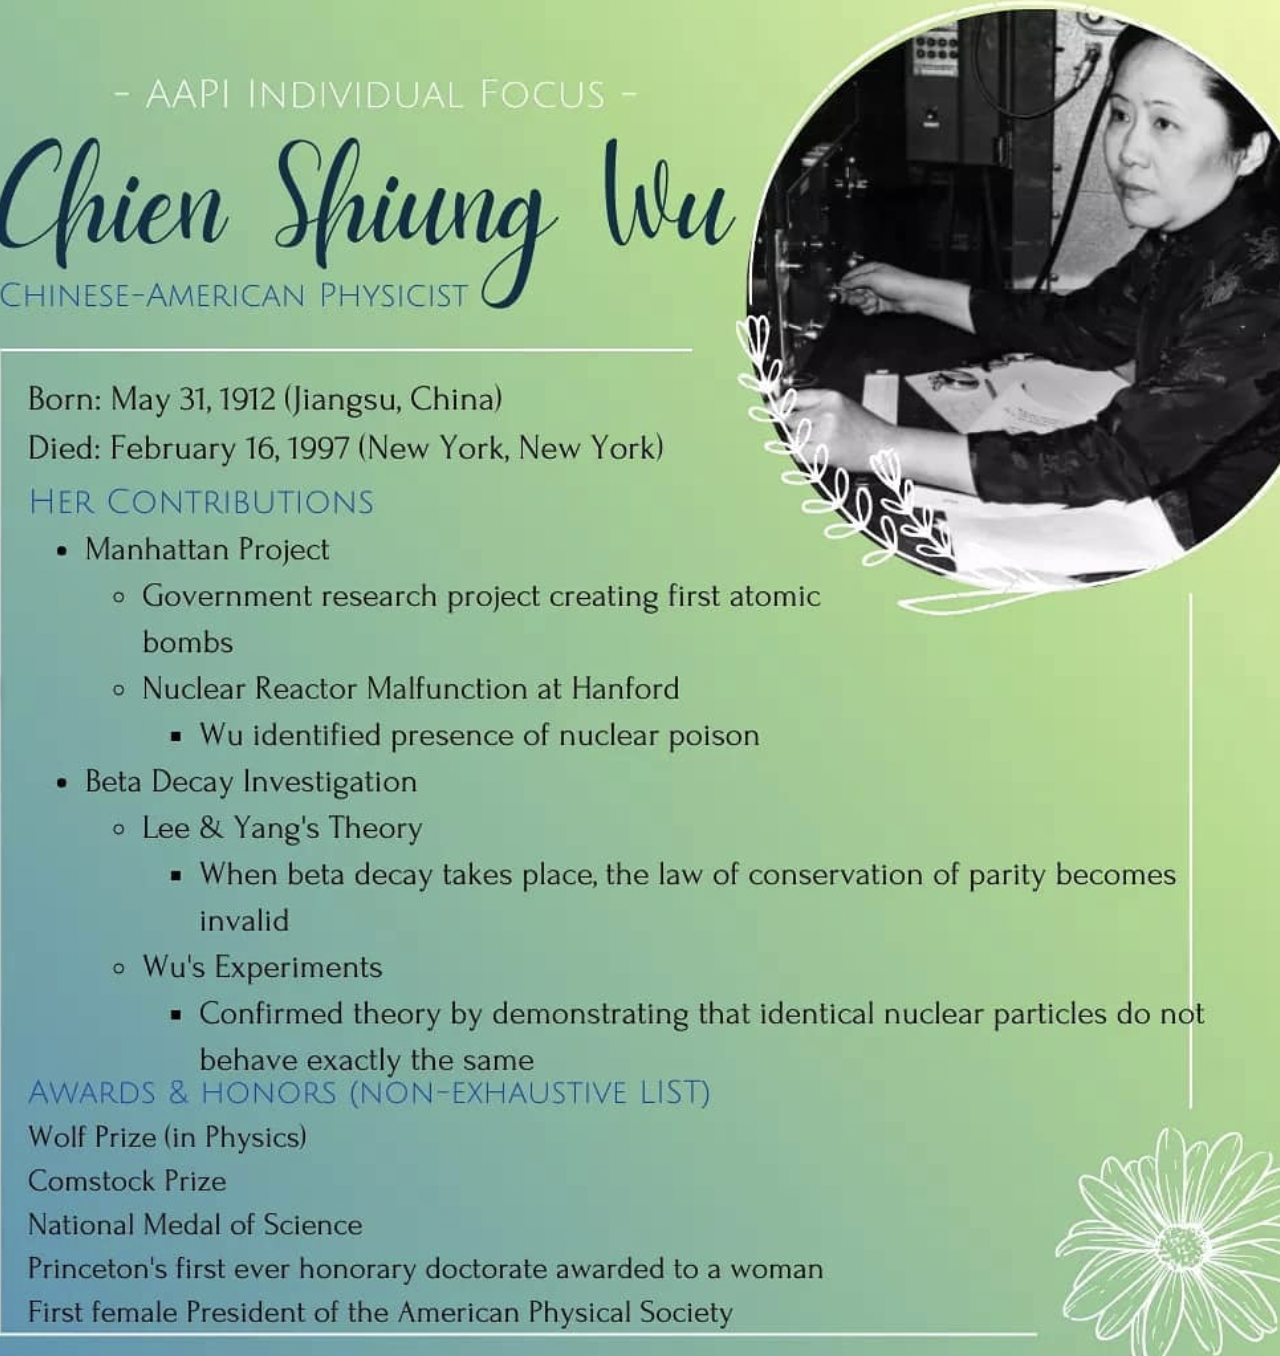 - AAPI Individual Focus -
Chien Shiung Wu
Chinese-American Physicist
Born: May 31, 1912 (Jiangsu, China)
Died: February 16, 1997 (New York, New York)
Her Contributions
• Manhattan Project
◦ Government research project creating first atomic
bombs
◦ Nuclear Reactor Malfunction at Hanford
▪ Wu identified presence of nuclear poison
• Beta Decay Investigation
◦ Lee & Yang's Theory
▪ When beta decay takes place, the law of conservation of parity becomes
invalid
◦ Wu's Experiments
▪ Confirmed theory by demonstrating that identical nuclear particles do not
behave exactly the same
Awards & honors (non-exhaustive LIST)
Wolf Prize (in Physics)
Comstock Prize
National Medal of Science
Princeton's first ever honorary doctorate awarded to a woman
First female President of the American Physical Society